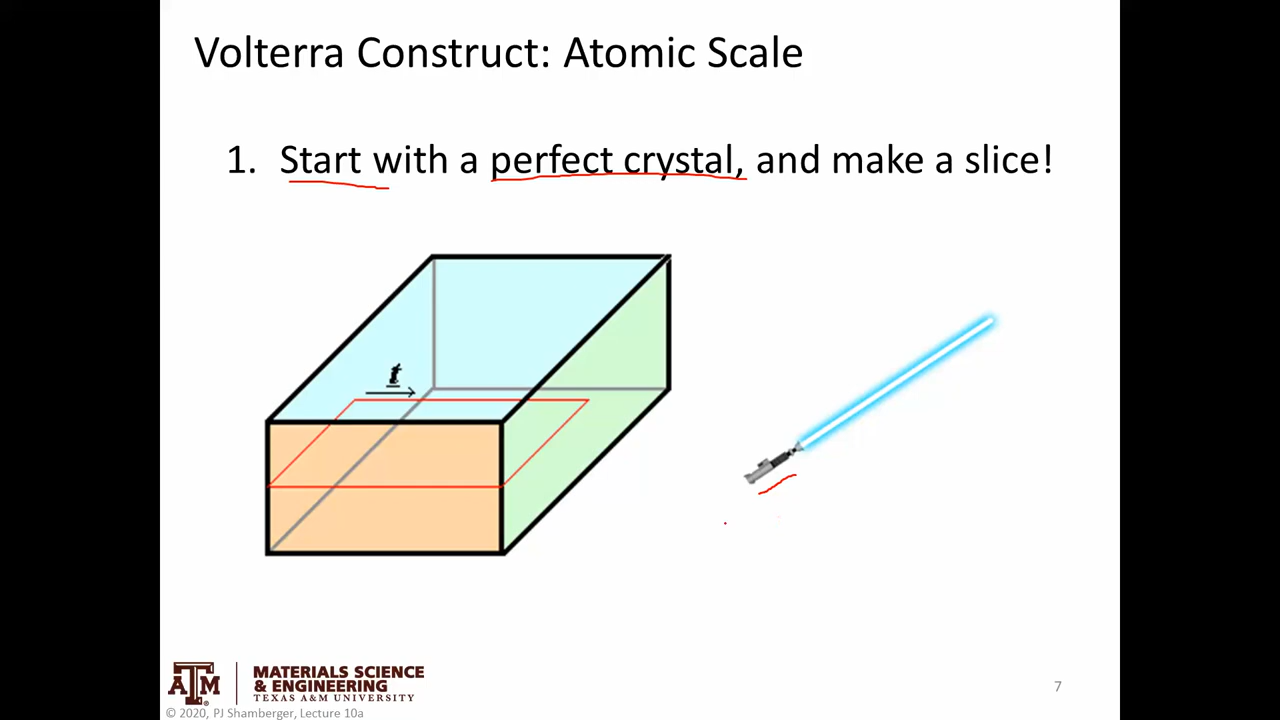 Volterra Construct: Atomic Scale
1. Start with a perfect crystal, and make a slice!
t
ATM
MATERIALS SCIENCE
& ENGINEERING
TEXAS A&M UNIVERSITY
© 2020, PJ Shamberger, Lecture 10a
7